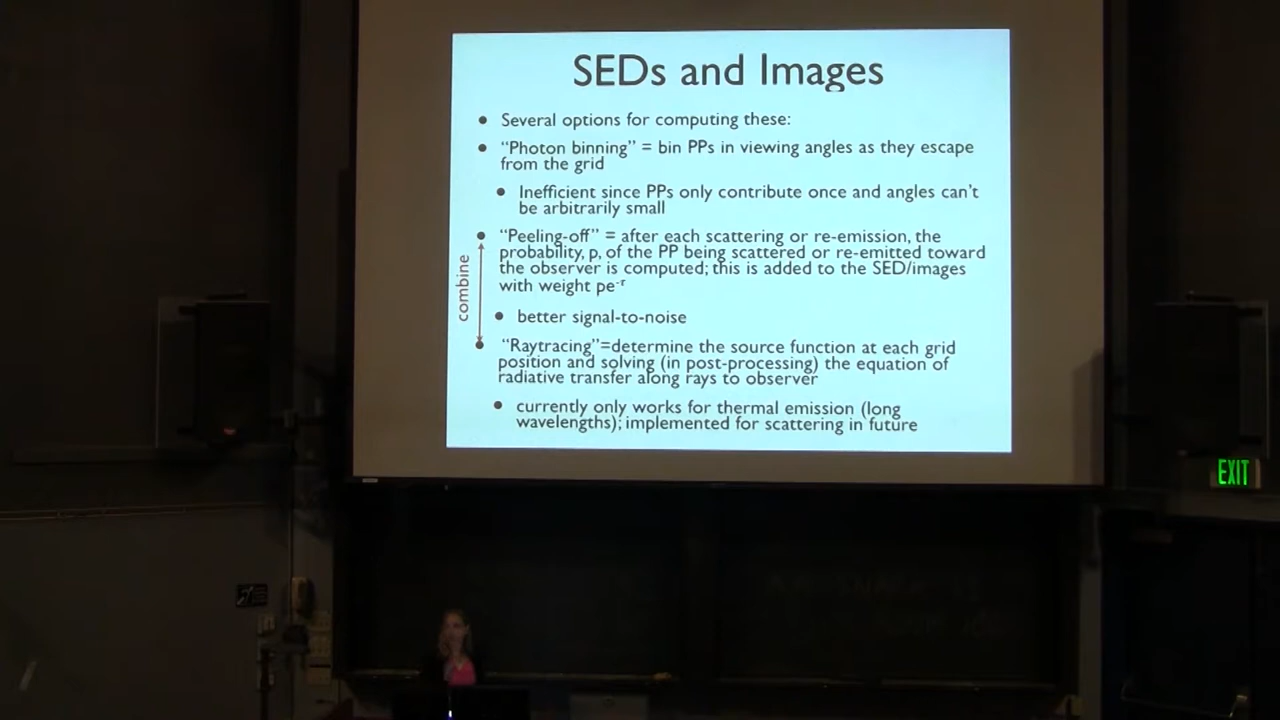 SEDs and Images
• Several options for computing these:
• “Photon binning” = bin PPs in viewing angles as they escape
from the grid
• Inefficient since PPs only contribute once and angles can't
be arbitrarily small
• “Peeling-off” = after each scattering or re-emission, the
probability, p, of the PP being scattered or re-emitted toward
the observer is computed; this is added to the SED/images
with weight pe-τ
• better signal-to-noise
combine
• “Raytracing”=determine the source function at each grid
position and solving (in post-processing) the equation of
radiative transfer along rays to observer
• currently only works for thermal emission (long
wavelengths); implemented for scattering in future
EXIT